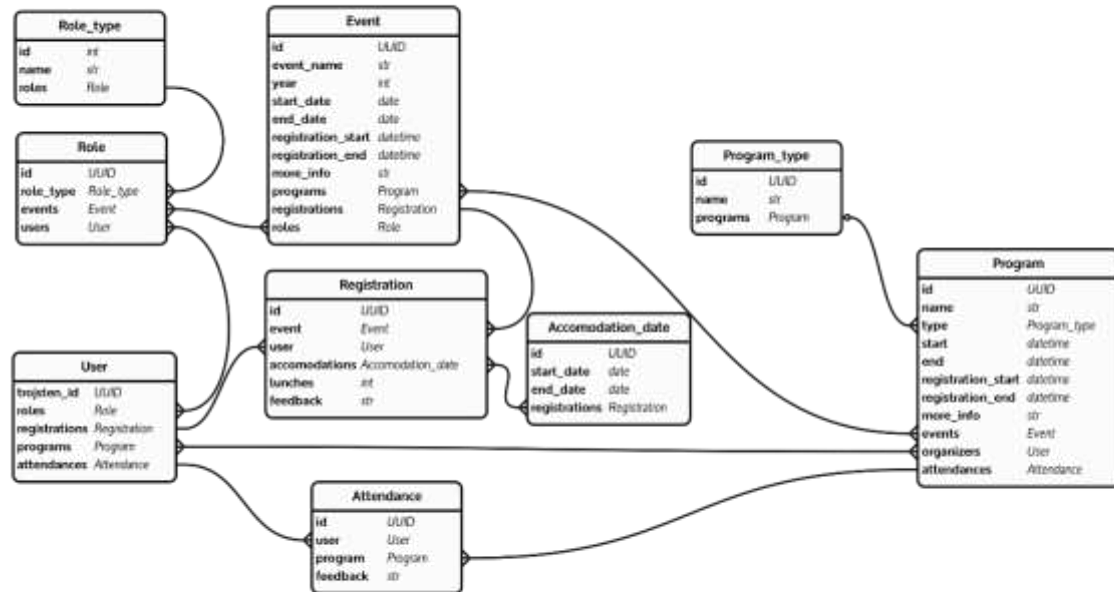 Role_type
id int
name str
roles Role
Event
id UUID
event_name str
year int
start_date date
end_date date
registration_start datetime
registration_end datetime
more_info str
programs Program
registrations Registration
roles Role
Role
id UUID
role_type Role_type
events Event
users User
Program_type
id UUID
name str
programs Program
Program
id UUID
name str
type Program_type
start datetime
end datetime
registration_start datetime
registration_end datetime
more_info str
events Event
organizers User
attendances Attendance
Registration
id UUID
event Event
user User
accomodations Accomodation_date
lunches int
feedback str
Accomodation_date
id UUID
start_date date
end_date date
registrations Registration
User
trojsten_id UUID
roles Role
registrations Registration
programs Program
attendances Attendance
Attendance
id UUID
user User
program Program
feedback str